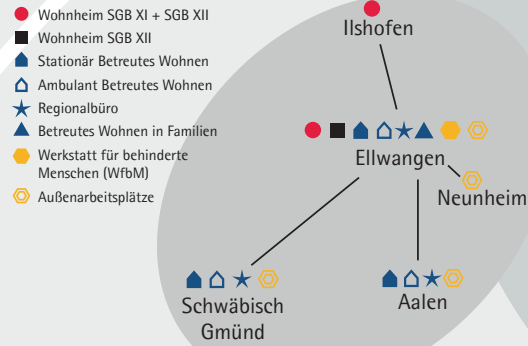 Wohnheim SGB XI + SGB XII
Wohnheim SGB XII
Stationär Betreutes Wohnen
Ambulant Betreutes Wohnen
Regionalbüro
Betreutes Wohnen in Familien
Werkstatt für behinderte
Menschen (WfbM)
Außenarbeitsplätze
Ilshofen
Ellwangen
Neunheim
Schwäbisch
Gmünd
Aalen